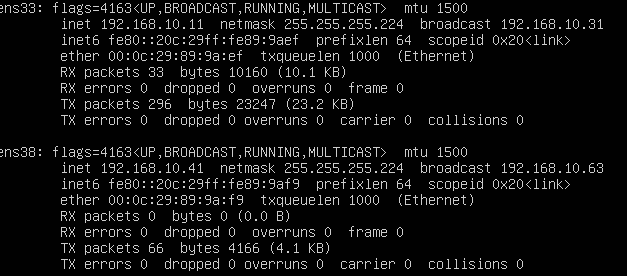 ens33: flags=4163<UP,BROADCAST,RUNNING,MULTICAST>  mtu 1500
inet 192.168.10.11  netmask 255.255.255.224  broadcast 192.168.10.31
inet6 fe80::20c:29ff:fe89:9aef  prefixlen 64  scopeid 0x20<link>
ether 00:0c:29:89:9a:ef  txqueuelen 1000  (Ethernet)
RX packets 33  bytes 10160 (10.1 KB)
RX errors 0  dropped 0  overruns 0  frame 0
TX packets 296  bytes 23247 (23.2 KB)
TX errors 0  dropped 0 overruns 0  carrier 0  collisions 0
ens38: flags=4163<UP,BROADCAST,RUNNING,MULTICAST>  mtu 1500
inet 192.168.10.41  netmask 255.255.255.224  broadcast 192.168.10.63
inet6 fe80::20c:29ff:fe89:9af9  prefixlen 64  scopeid 0x20<link>
ether 00:0c:29:89:9a:f9  txqueuelen 1000  (Ethernet)
RX packets 0  bytes 0 (0.0 B)
RX errors 0  dropped 0  overruns 0  frame 0
TX packets 66  bytes 4166 (4.1 KB)
TX errors 0  dropped 0 overruns 0  carrier 0  collisions 0